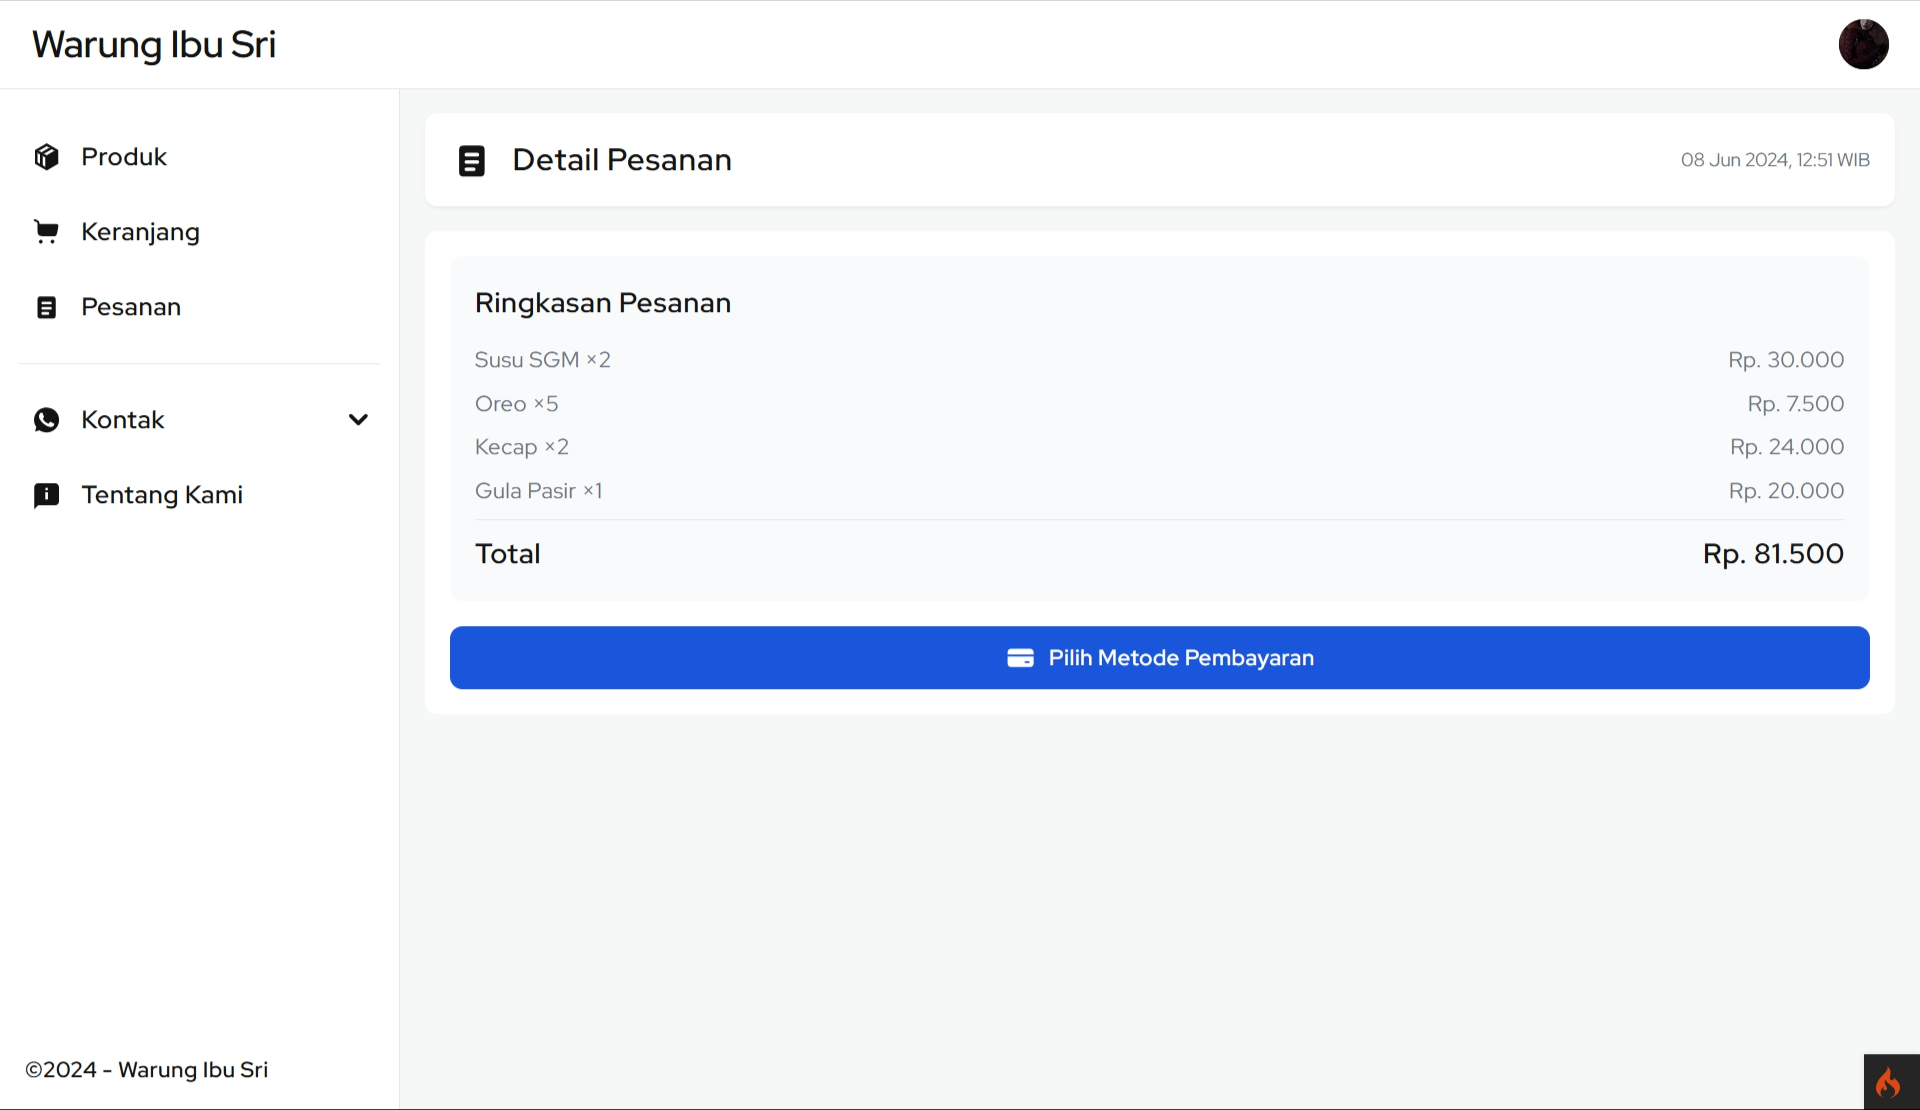 Warung Ibu Sri
Produk
Keranjang
Pesanan
Kontak
Tentang Kami
©2024 - Warung Ibu Sri
Detail Pesanan
08 Jun 2024, 12:51 WIB
Ringkasan Pesanan
Susu SGM ×2 Rp. 30.000
Oreo ×5 Rp. 7.500
Kecap ×2 Rp. 24.000
Gula Pasir ×1 Rp. 20.000
Total Rp. 81.500
Pilih Metode Pembayaran